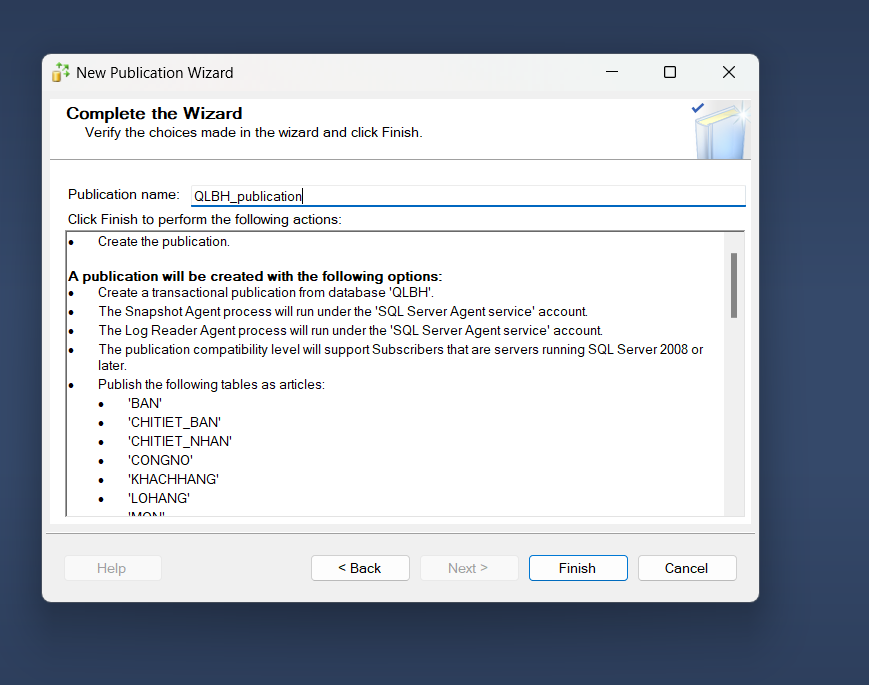 New Publication Wizard
Complete the Wizard
Verify the choices made in the wizard and click Finish.
Publication name: QLBH_publication
Click Finish to perform the following actions:
• Create the publication.
A publication will be created with the following options:
• Create a transactional publication from database 'QLBH'.
• The Snapshot Agent process will run under the 'SQL Server Agent service' account.
• The Log Reader Agent process will run under the 'SQL Server Agent service' account.
• The publication compatibility level will support Subscribers that are servers running SQL Server 2008 or
later.
• Publish the following tables as articles:
• 'BAN'
• 'CHITIET_BAN'
• 'CHITIET_NHAN'
• 'CONGNO'
• 'KHACHHANG'
• 'LOHANG'
Help
< Back
Next >
Finish
Cancel